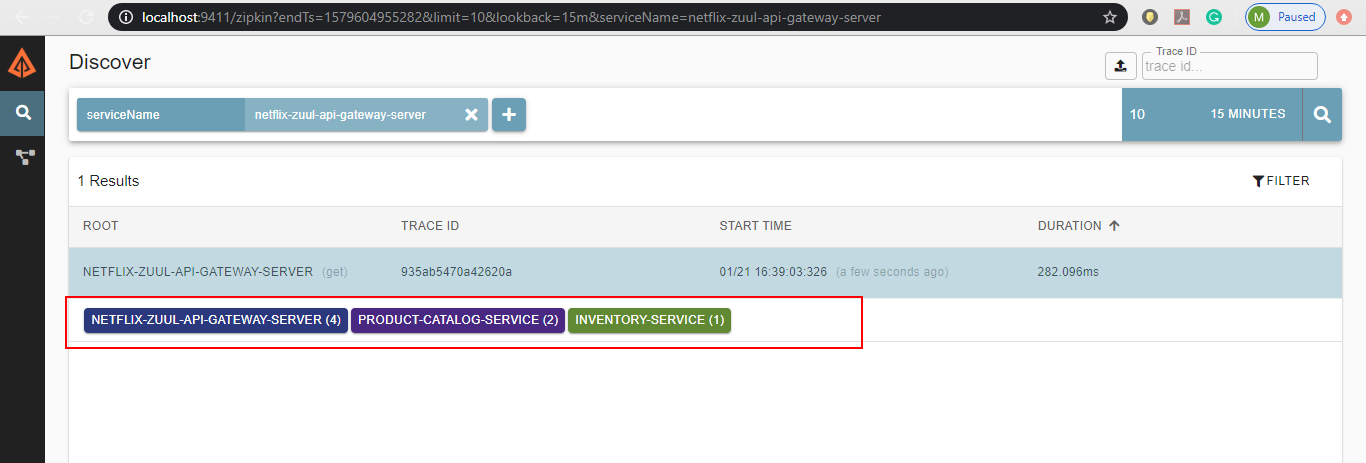 localhost:9411/zipkin?endTs=1579604955282&limit=10&lookback=15m&serviceName=netflix-zuul-api-gateway-server
M Paused
Discover
Trace ID
trace id...
serviceName netflix-zuul-api-gateway-server
10 15 MINUTES
1 Results
FILTER
ROOT TRACE ID START TIME DURATION
NETFLIX-ZUUL-API-GATEWAY-SERVER (get) 935ab5470a42620a 01/21 16:39:03:326 (a few seconds ago) 282.096ms
NETFLIX-ZUUL-API-GATEWAY-SERVER (4) PRODUCT-CATALOG-SERVICE (2) INVENTORY-SERVICE (1)